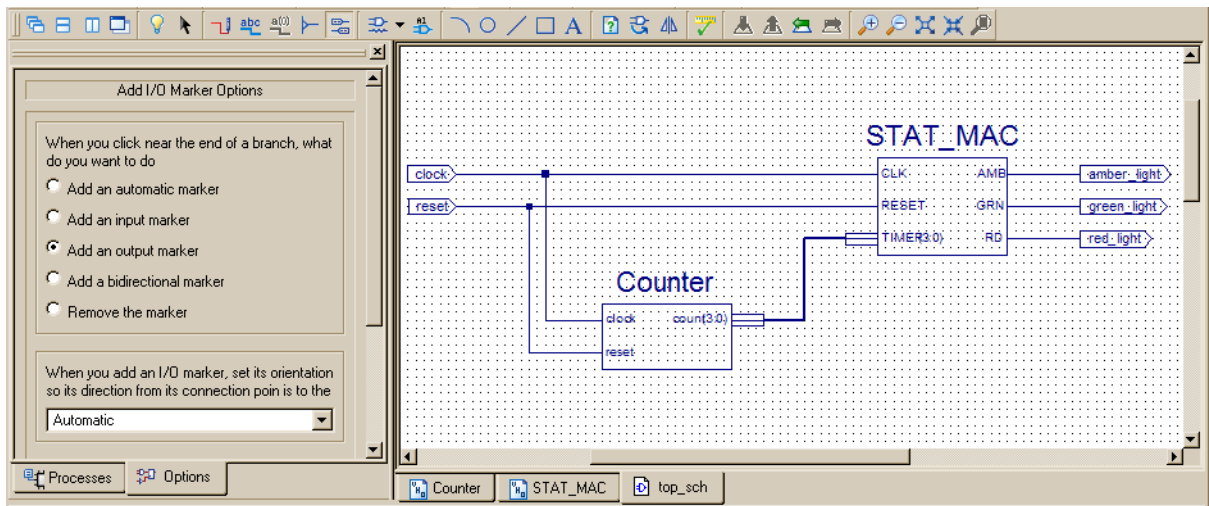 abc
Add I/O Marker Options
When you click near the end of a branch, what
do you want to do
Add an automatic marker
Add an input marker
Add an output marker
Add a bidirectional marker
Remove the marker
When you add an I/O marker, set its orientation
so its direction from its connection poin is to the
Automatic
Processes
Options
STAT_MAC
clock
CLK
AMB
amber_light
reset
RESET
GRN
green_light
TIMER(3:0)
RD
red_light
Counter
clock
count(3:0)
reset
Counter
STAT_MAC
top_sch